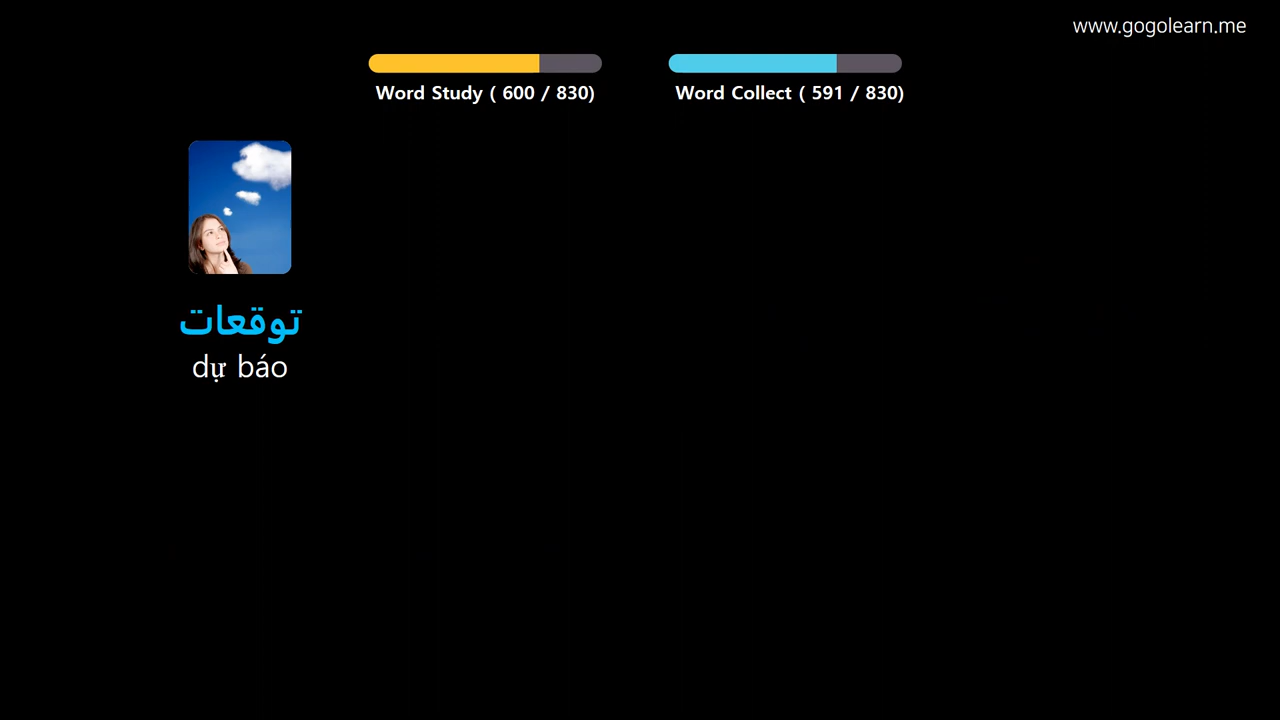 www.gogolearn.me
Word Study ( 600 / 830)
Word Collect ( 591 / 830)
توقعات
dự báo